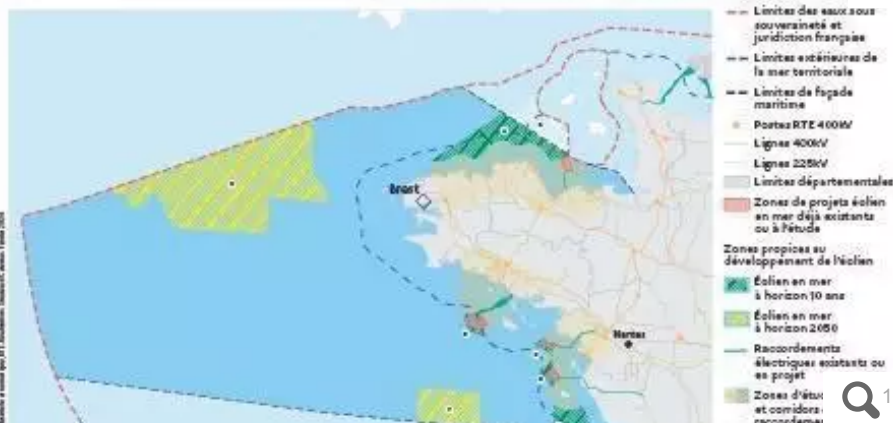 Brest
Nantes
Limites des eaux sous
souveraineté et
juridiction française
Limites extérieures de
la mer territoriale
Limites de façade
maritime
Postes RTE 400kV
Lignes 400kV
Lignes 225kV
Limites départementales
Zones de projets éolien
en mer déjà existants
ou à l'étude
Zones propices au
développement de l'éolien
Éolien en mer
à horizon 10 ans
Éolien en mer
à horizon 2050
Raccordements
électriques existants ou
en projet
Zones
et corridors
1